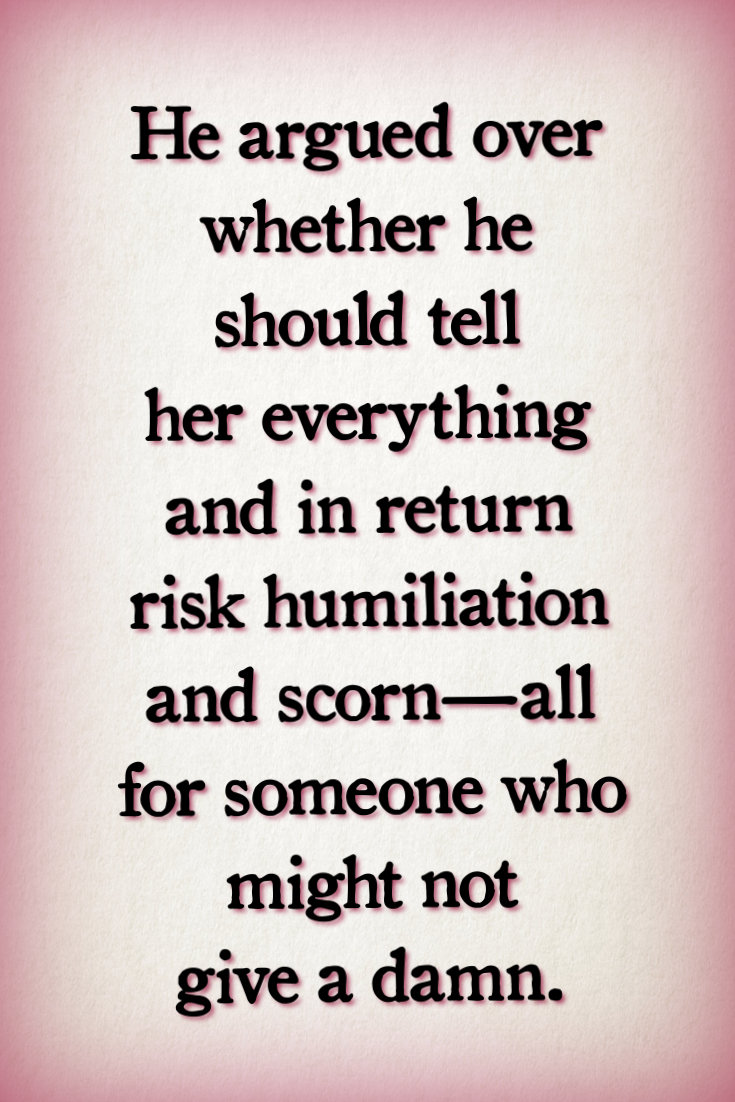 He argued over
whether he
should tell
her everything
and in return
risk humiliation
and scorn—all
for someone who
might not
give a damn.